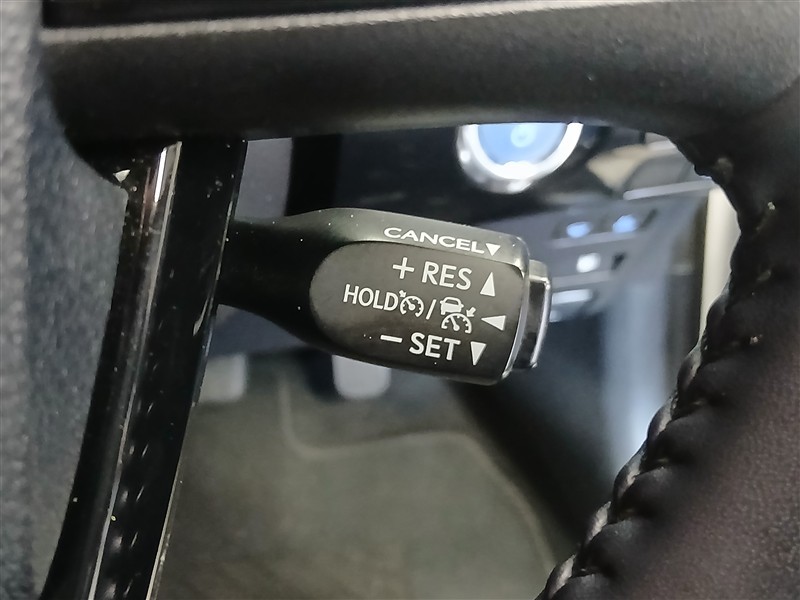 CANCEL▼
+ RES ▲
HOLD / ◀
− SET ▼